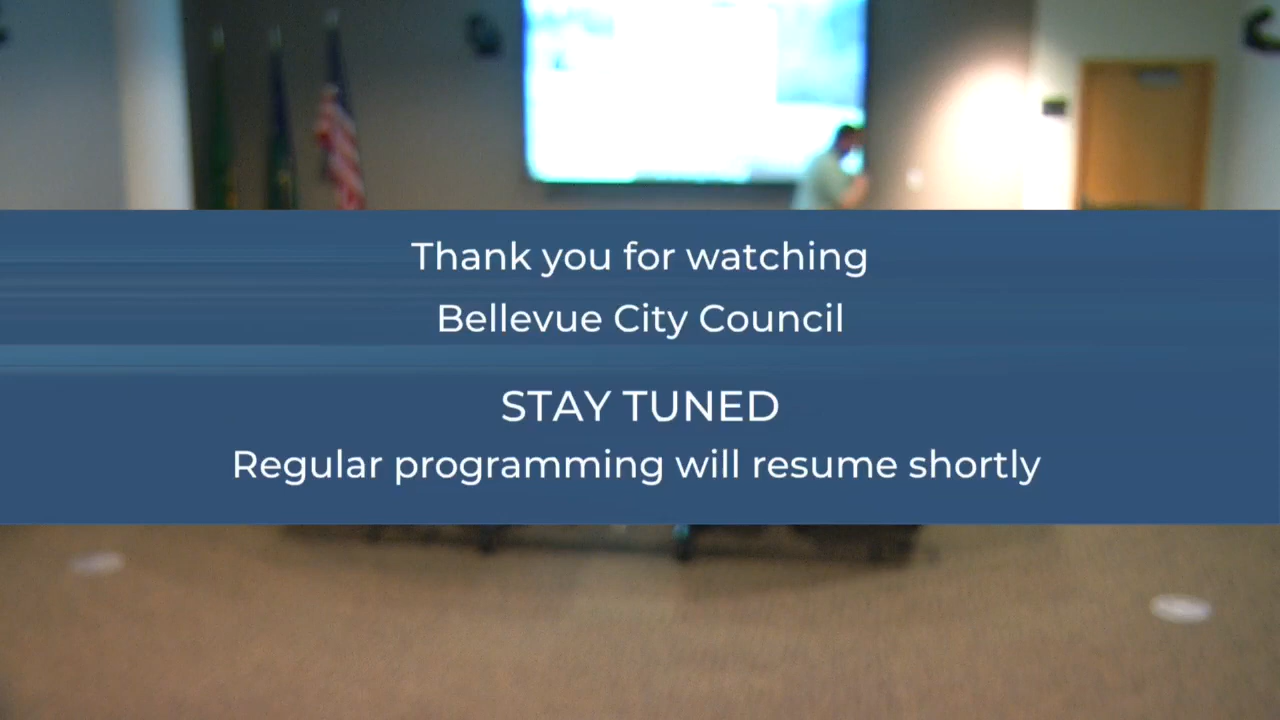 Thank you for watching
Bellevue City Council
STAY TUNED
Regular programming will resume shortly